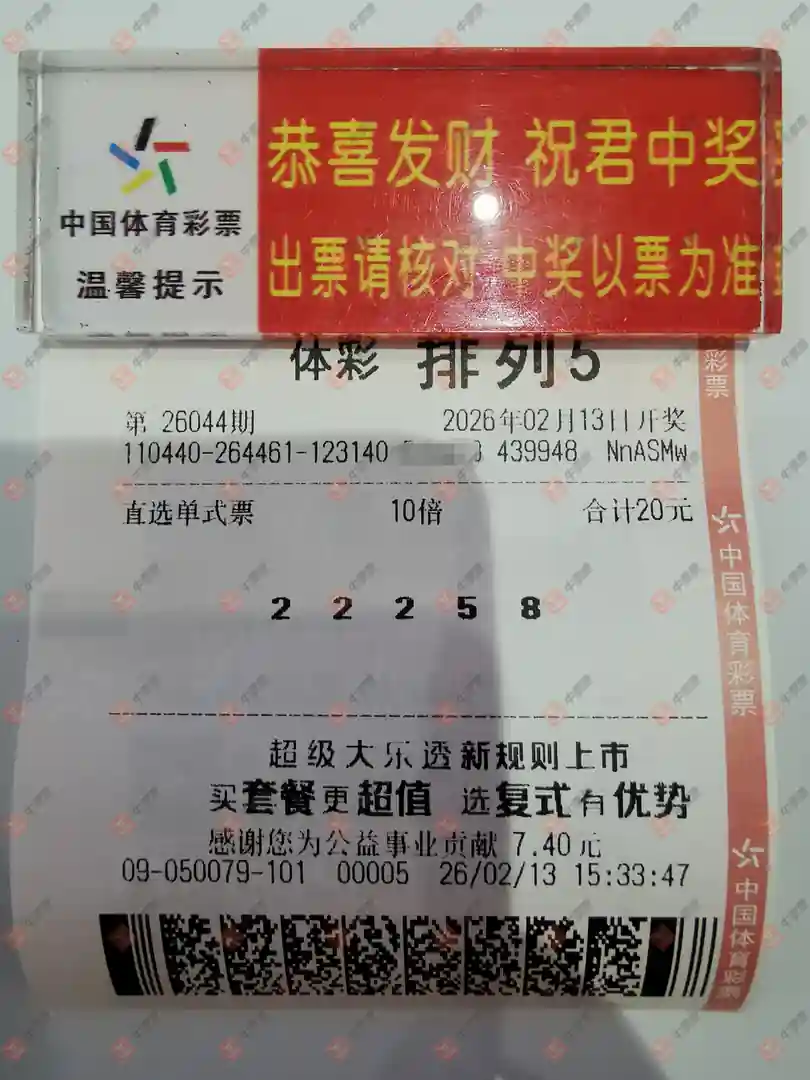 恭喜发财 祝君中奖
中国体育彩票
出票请核对 中奖以票为准
温馨提示
体彩 排列5
彩票
第 26044期 2026年02月13日开奖
110440-264461-123140 439948 NnASMw
直选单式票 10倍 合计20元
中国体育彩票
2 2 2 5 8
超级大乐透新规则上市
买套餐更超值 选复式有优势
感谢您为公益事业贡献 7.40元
09-050079-101 00005 26/02/13 15:33:47
中国体育彩票